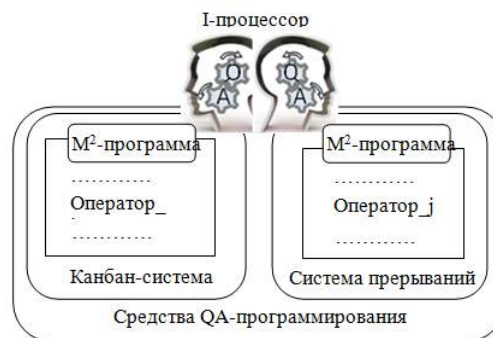 I-процессор
Q
A
Q
A
M²-программа
…………
Оператор_
…………
Канбан-система
M²-программа
…………
Оператор_j
…………
Система прерываний
Средства QA-программирования